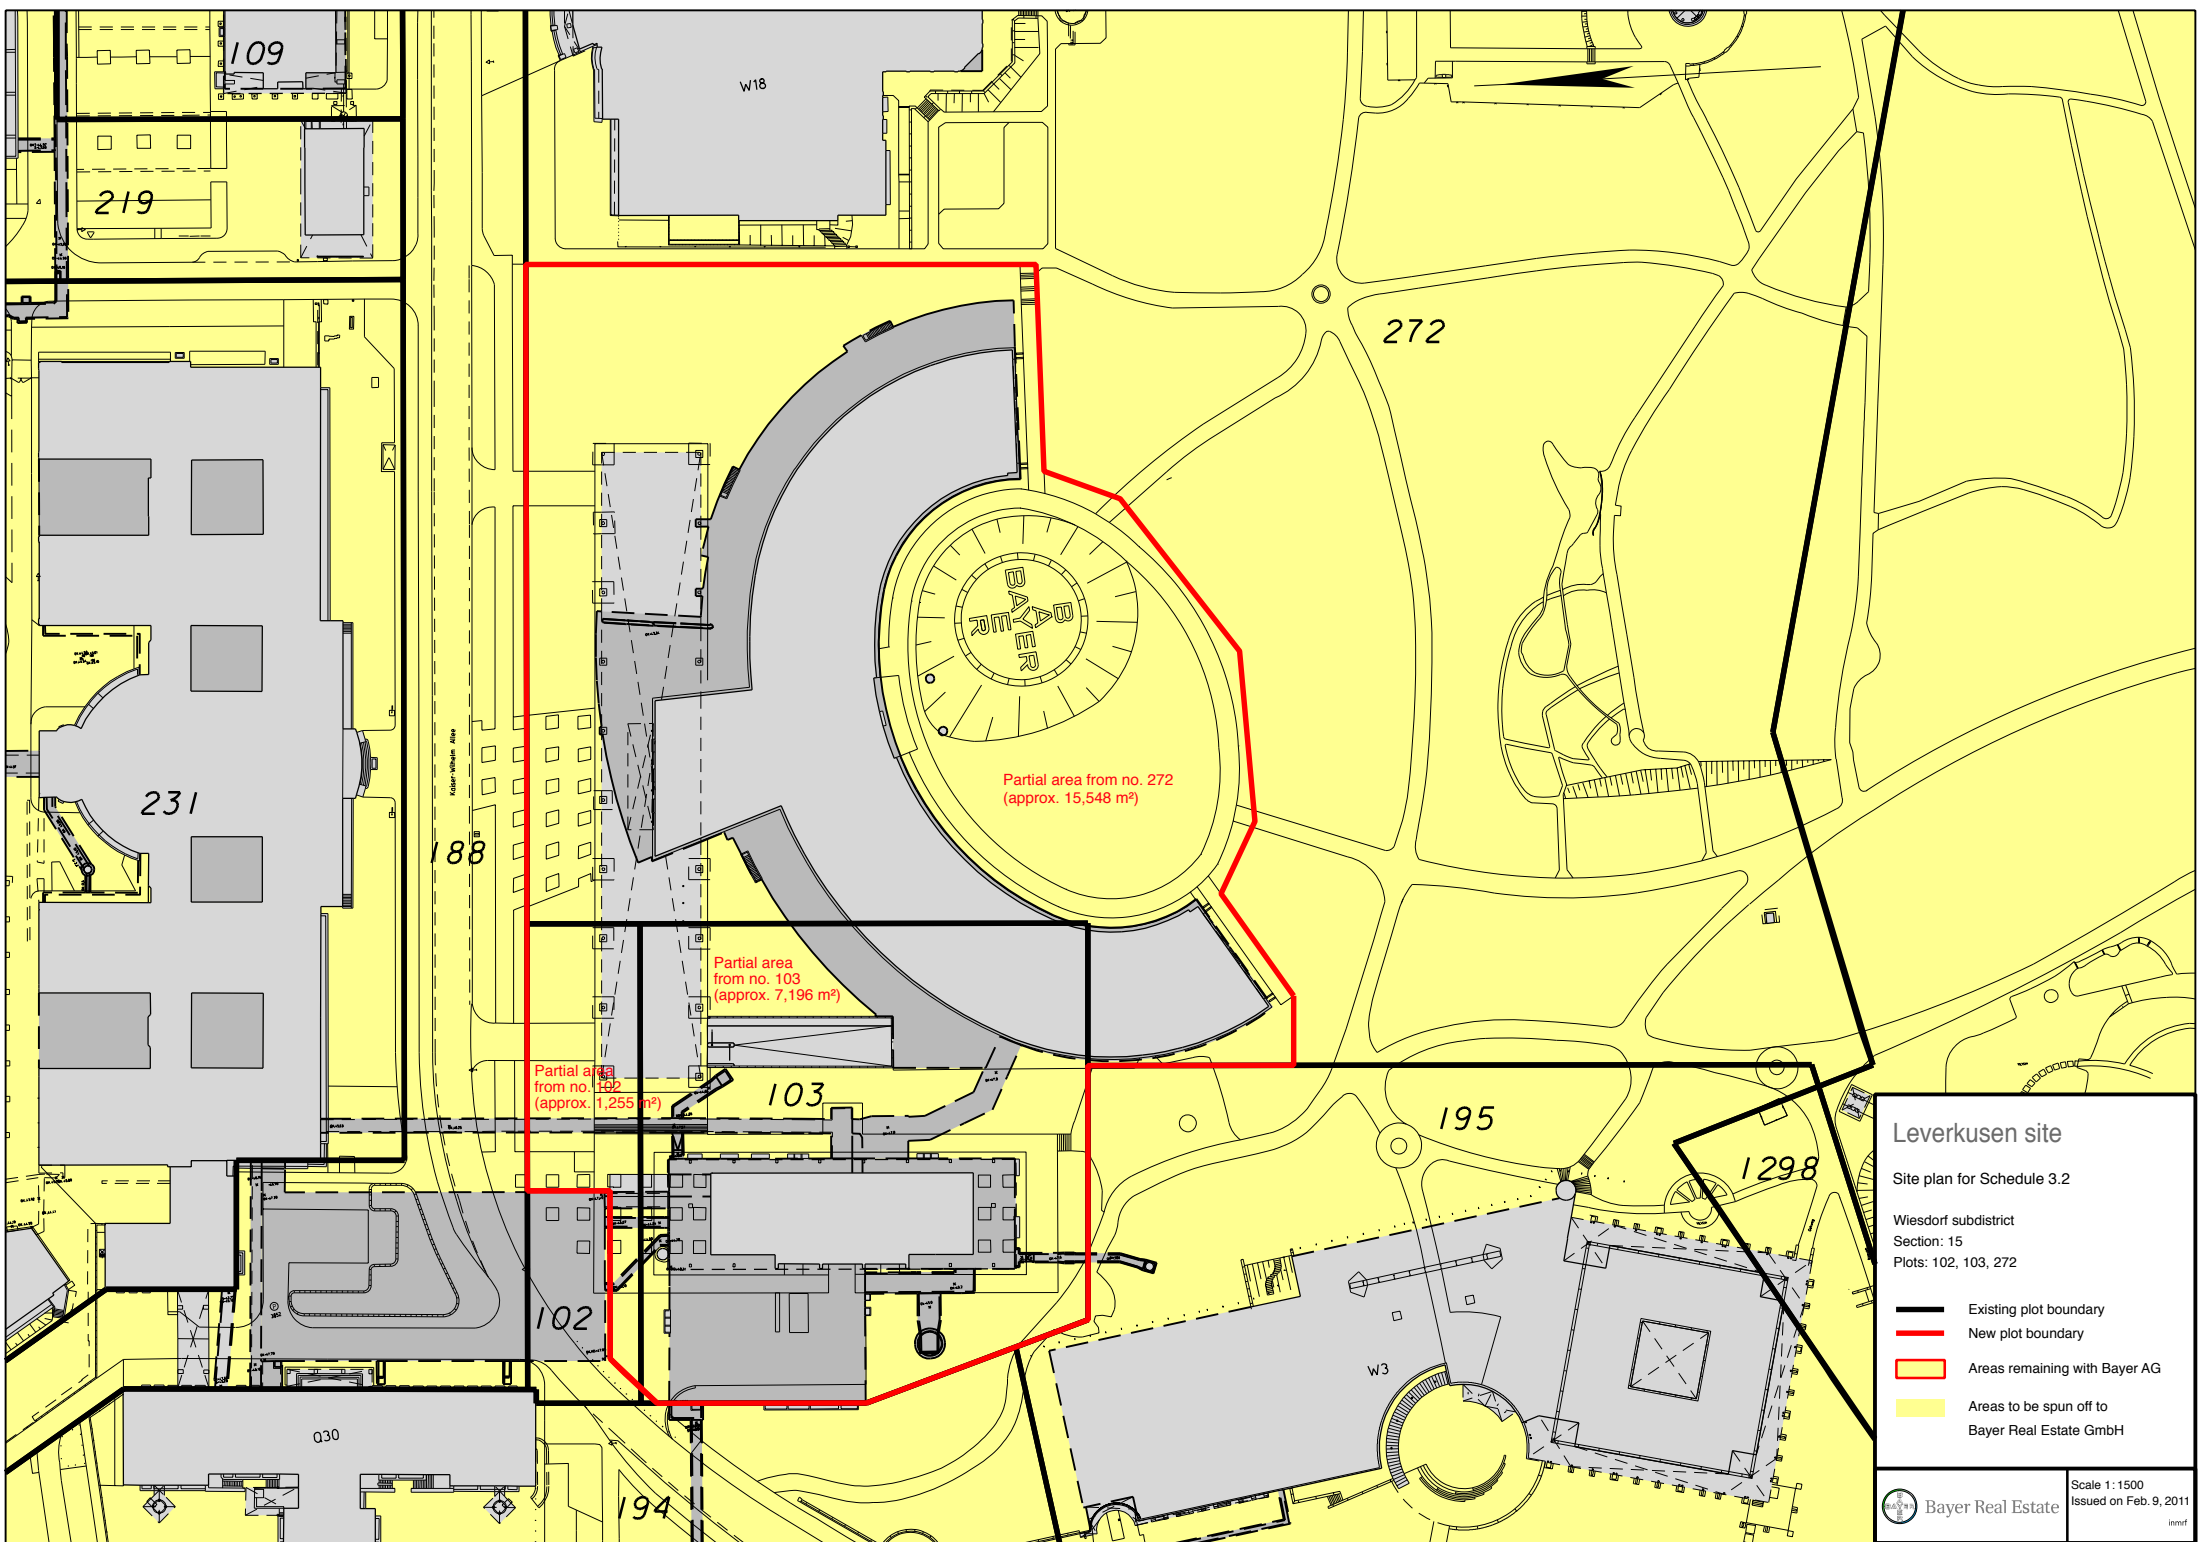 109
W18
219
272
231
Kaiser-Wilhelm Allee
188
BAYER
BAYER
Partial area from no. 272
(approx. 15,548 m²)
Partial area
from no. 103
(approx. 7,196 m²)
Partial area
from no. 102
(approx. 1,255 m²)
103
195
1298
102
W3
Q30
194
Leverkusen site
Site plan for Schedule 3.2
Wiesdorf subdistrict
Section: 15
Plots: 102, 103, 272
Existing plot boundary
New plot boundary
Areas remaining with Bayer AG
Areas to be spun off to
Bayer Real Estate GmbH
Bayer Real Estate
Scale 1:1500
Issued on Feb. 9, 2011
inmrf